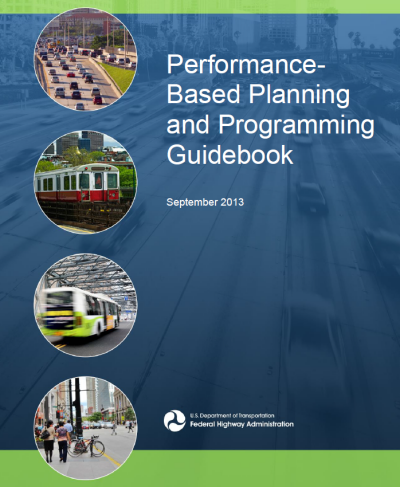 Performance-
Based Planning
and Programming
Guidebook
September 2013
U.S. Department of Transportation
Federal Highway Administration